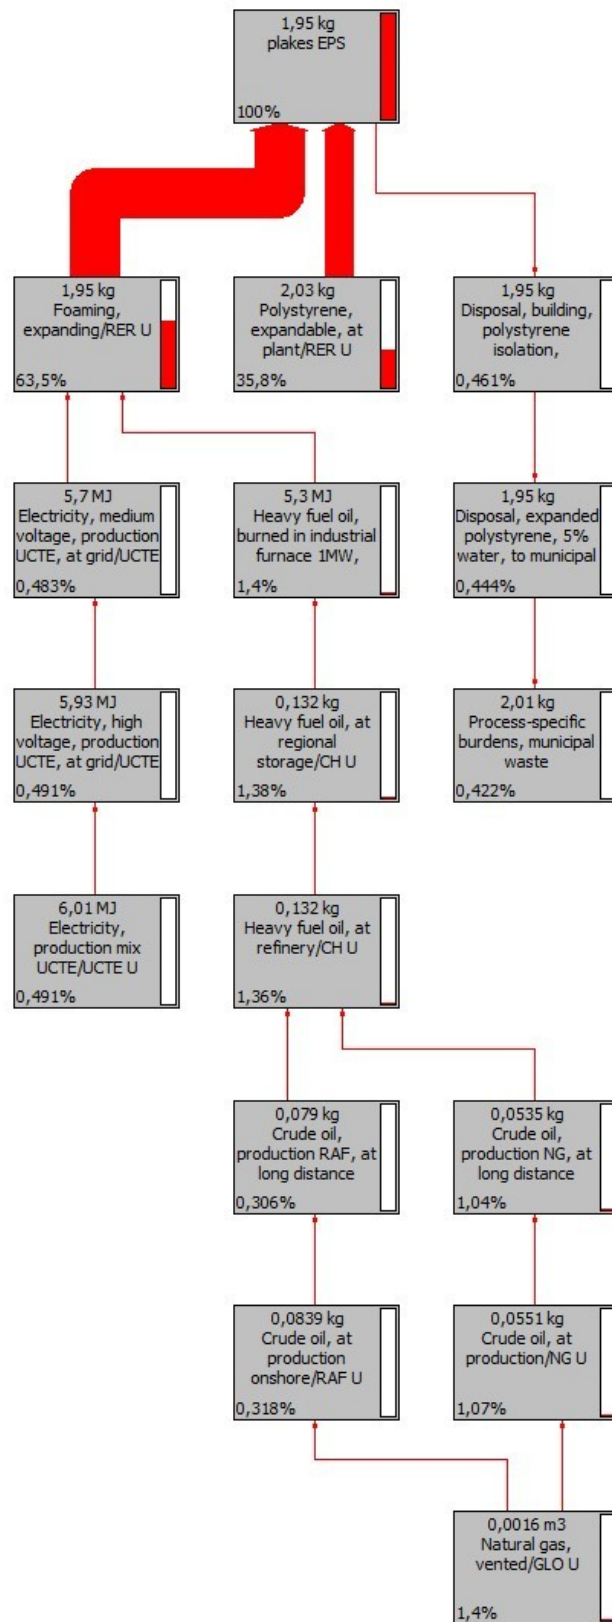 1,95 kg
plakes EPS
100%
1,95 kg
Foaming,
expanding/RER U
63,5%
2,03 kg
Polystyrene,
expandable, at
plant/RER U
35,8%
1,95 kg
Disposal, building,
polystyrene
isolation,
0,461%
5,7 MJ
Electricity, medium
voltage, production
UCTE, at grid/UCTE
0,483%
5,3 MJ
Heavy fuel oil,
burned in industrial
furnace 1MW,
1,4%
1,95 kg
Disposal, expanded
polystyrene, 5%
water, to municipal
0,444%
5,93 MJ
Electricity, high
voltage, production
UCTE, at grid/UCTE
0,491%
0,132 kg
Heavy fuel oil, at
regional
storage/CH U
1,38%
2,01 kg
Process-specific
burdens, municipal
waste
0,422%
6,01 MJ
Electricity,
production mix
UCTE/UCTE U
0,491%
0,132 kg
Heavy fuel oil, at
refinery/CH U
1,36%
0,079 kg
Crude oil,
production RAF, at
long distance
0,306%
0,0535 kg
Crude oil,
production NG, at
long distance
1,04%
0,0839 kg
Crude oil, at
production
onshore/RAF U
0,318%
0,0551 kg
Crude oil, at
production/NG U
1,07%
0,0016 m3
Natural gas,
vented/GLO U
1,4%